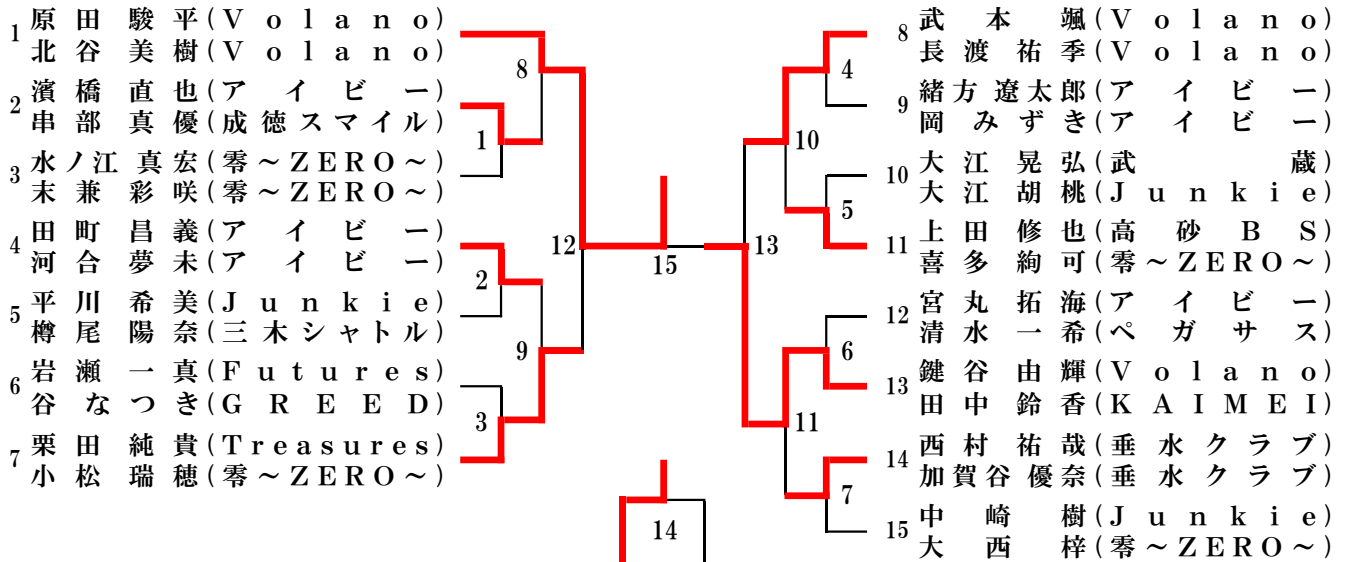 1 原田駿平(Volano)
北谷美樹(Volano)
2 濱橋直也(アイビー)
串部真優(成徳スマイル)
3 水ノ江真宏(零～ZERO～)
末兼彩咲(零～ZERO～)
4 田町昌義(アイビー)
河合夢未(アイビー)
5 平川希美(Junkie)
樽尾陽奈(三木シャトル)
6 岩瀬一真(Futures)
谷なつき(GREED)
7 栗田純貴(Treasures)
小松瑞穂(零～ZERO～)
8
1
2
9
3
12
15
14
13
10
4
5
11
6
7
8 武本颯(Volano)
長渡祐季(Volano)
9 緒方遼太郎(アイビー)
岡みずき(アイビー)
10 大江晃弘(武蔵)
大江胡桃(Junkie)
11 上田修也(高砂BS)
喜多絢可(零～ZERO～)
12 宮丸拓海(アイビー)
清水一希(ペガサス)
13 鍵谷由輝(Volano)
田中鈴香(KAIMEI)
14 西村祐哉(垂水クラブ)
加賀谷優奈(垂水クラブ)
15 中崎樹(Junkie)
大西梓(零～ZERO～)